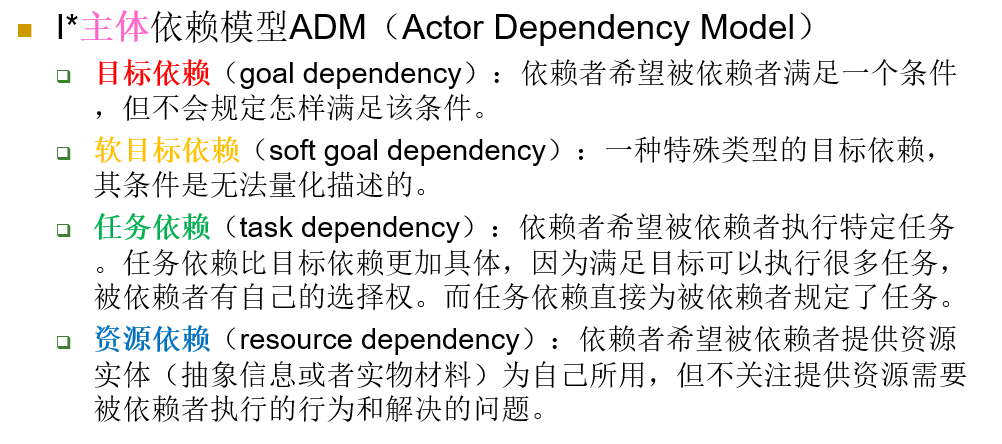 I*主体依赖模型ADM（Actor Dependency Model）
目标依赖（goal dependency）：依赖者希望被依赖者满足一个条件
，但不会规定怎样满足该条件。
软目标依赖（soft goal dependency）：一种特殊类型的目标依赖，
其条件是无法量化描述的。
任务依赖（task dependency）：依赖者希望被依赖者执行特定任务
。任务依赖比目标依赖更加具体，因为满足目标可以执行很多任务，
被依赖者有自己的选择权。而任务依赖直接为被依赖者规定了任务。
资源依赖（resource dependency）：依赖者希望被依赖者提供资源
实体（抽象信息或者实物材料）为自己所用，但不关注提供资源需要
被依赖者执行的行为和解决的问题。